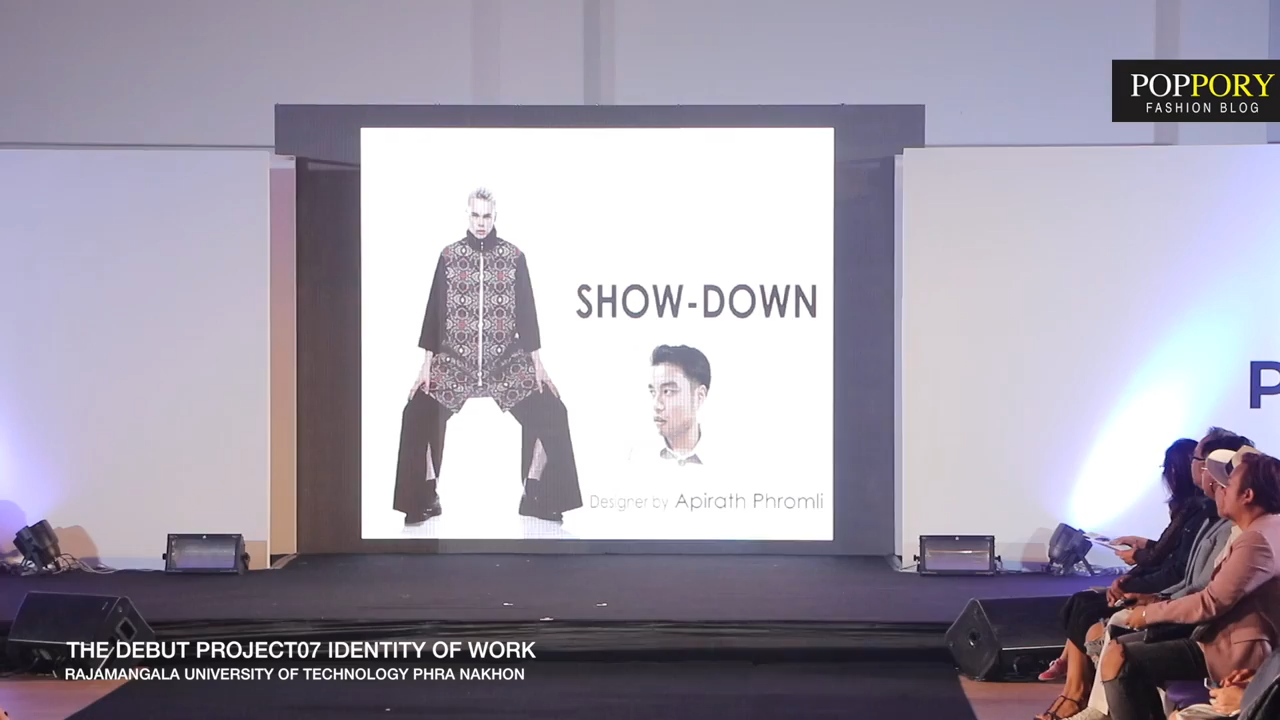 POPPORY
FASHION BLOG
SHOW-DOWN
Designer by Apirath Phromli
P
THE DEBUT PROJECT07 IDENTITY OF WORK
RAJAMANGALA UNIVERSITY OF TECHNOLOGY PHRA NAKHON